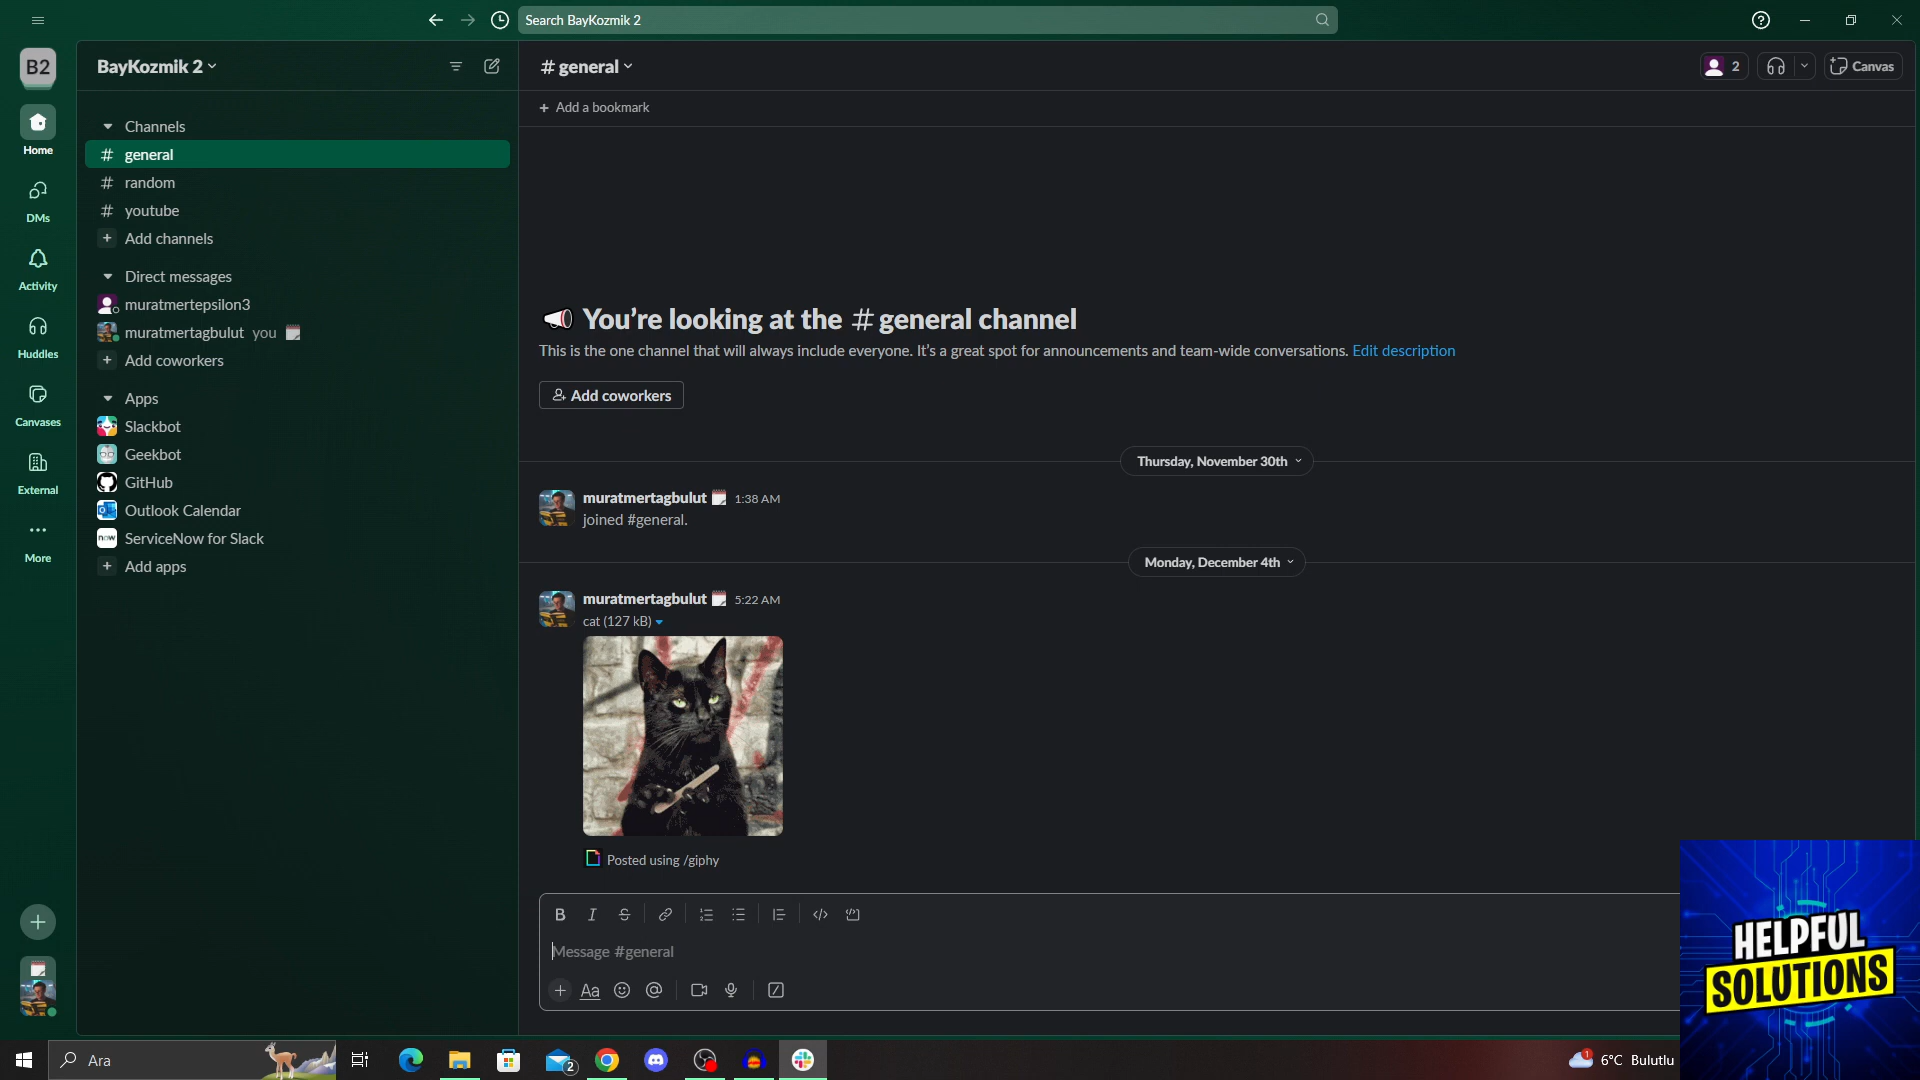 Search BayKozmik 2
B2
BayKozmik 2
# general
2
Canvas
Add a bookmark
Home
DMs
Activity
Huddles
Canvases
External
More
Channels
# general
# random
# youtube
+ Add channels
Direct messages
muratmertepsilon3
muratmertagbulut you
+ Add coworkers
Apps
Slackbot
Geekbot
GitHub
Outlook Calendar
now ServiceNow for Slack
+ Add apps
You're looking at the # general channel
This is the one channel that will always include everyone. It's a great spot for announcements and team-wide conversations. Edit description
Add coworkers
Thursday, November 30th
muratmertagbulut 1:38 AM
joined #general.
Monday, December 4th
muratmertagbulut 5:22 AM
cat (127 kB)
Posted using /giphy
B I S
Message #general
+ Aa @
HELPFUL
SOLUTIONS
Ara
2
1
6°C Bulutlu